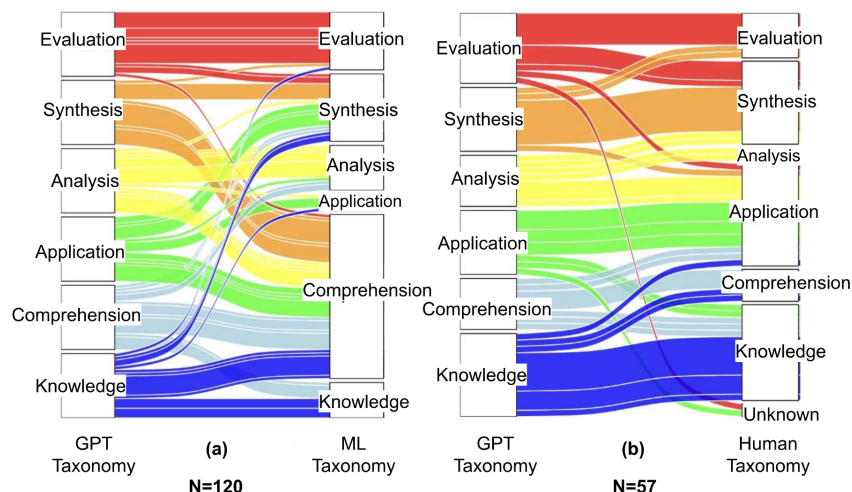 Evaluation
Synthesis
Analysis
Application
Comprehension
Knowledge
GPT
Taxonomy
Evaluation
Synthesis
Analysis
Application
Comprehension
Knowledge
ML
Taxonomy
(a)
N=120
Evaluation
Synthesis
Analysis
Application
Comprehension
Knowledge
GPT
Taxonomy
Evaluation
Synthesis
Analysis
Application
Comprehension
Knowledge
Unknown
Human
Taxonomy
(b)
N=57